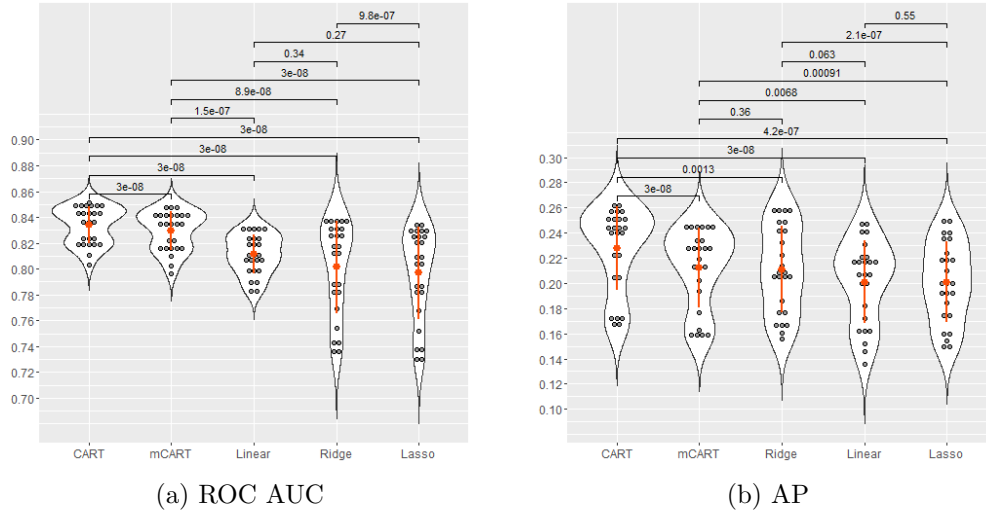 9.8e-07
0.27
0.34
3e-08
8.9e-08
1.5e-07
3e-08
3e-08
3e-08
3e-08
0.90
0.88
0.86
0.84
0.82
0.80
0.78
0.76
0.74
0.72
0.70
CART mCART Linear Ridge Lasso
(a) ROC AUC
0.55
2.1e-07
0.063
0.00091
0.0068
0.36
4.2e-07
3e-08
0.0013
3e-08
0.30
0.28
0.26
0.24
0.22
0.20
0.18
0.16
0.14
0.12
0.10
CART mCART Ridge Linear Lasso
(b) AP